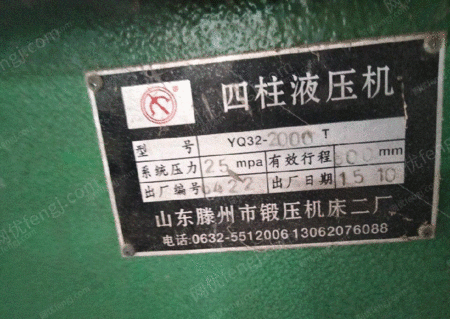 四柱液压机
型号 YQ32-2000 T
系统压力 25 mpa 有效行程 600 mm
出厂编号 6422 出厂日期 15 10
山东滕州市锻压机床二厂
电话:0632-5512006 13062076088